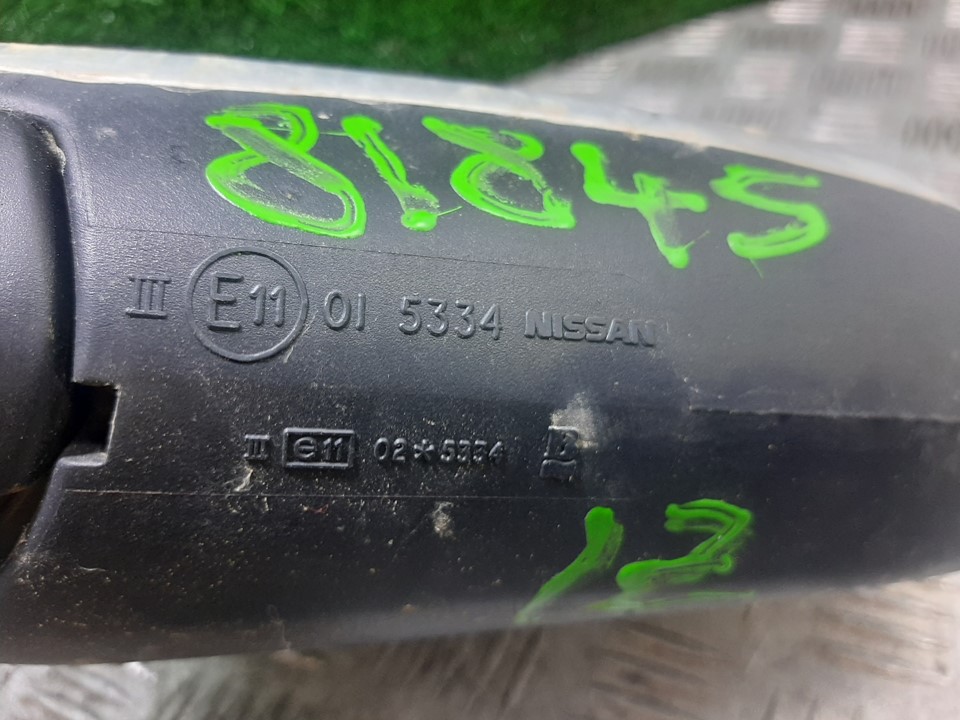 81845
III E11 01 5334 NISSAN
III e11 02*5334
12